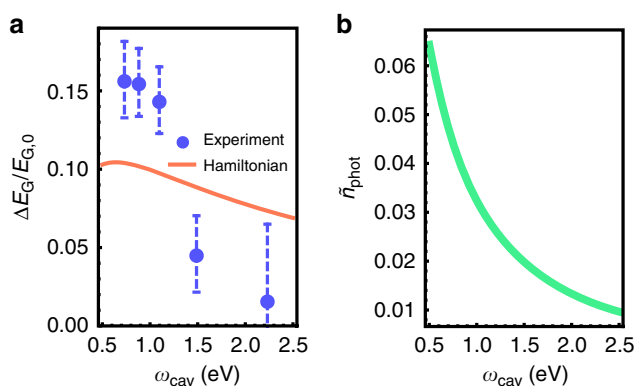 a
ΔE_G/E_G,0
0.15
0.10
0.05
0.00
Experiment
Hamiltonian
0.5 1.0 1.5 2.0 2.5
ω_cav (eV)
b
ñ_phot
0.06
0.05
0.04
0.03
0.02
0.01
0.5 1.0 1.5 2.0 2.5
ω_cav (eV)